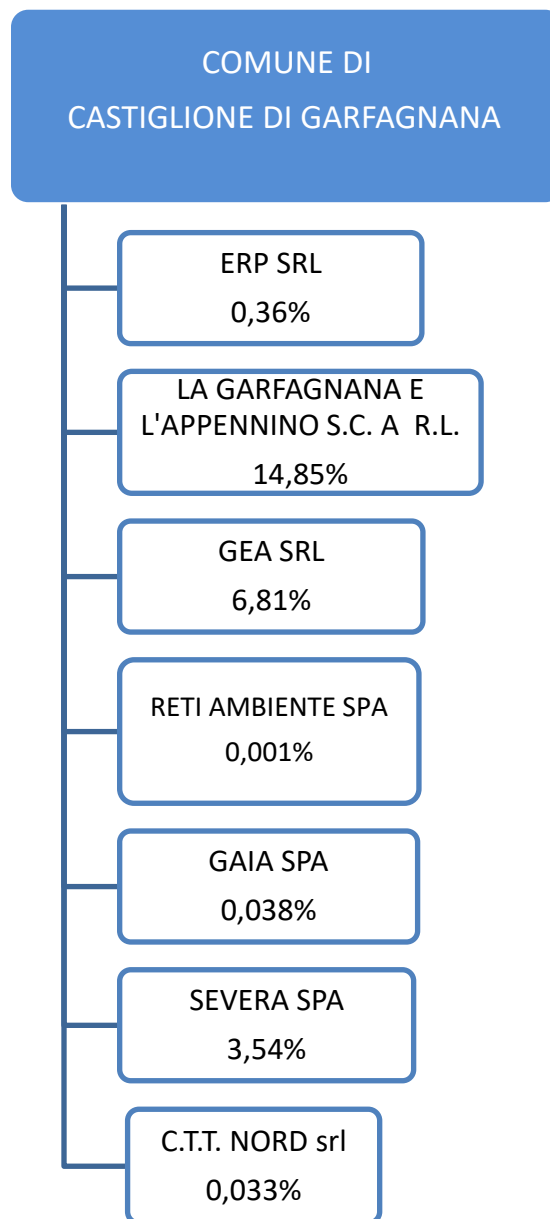 COMUNE DI
CASTIGLIONE DI GARFAGNANA
ERP SRL
0,36%
LA GARFAGNANA E
L'APPENNINO S.C. A R.L.
14,85%
GEA SRL
6,81%
RETI AMBIENTE SPA
0,001%
GAIA SPA
0,038%
SEVERA SPA
3,54%
C.T.T. NORD srl
0,033%